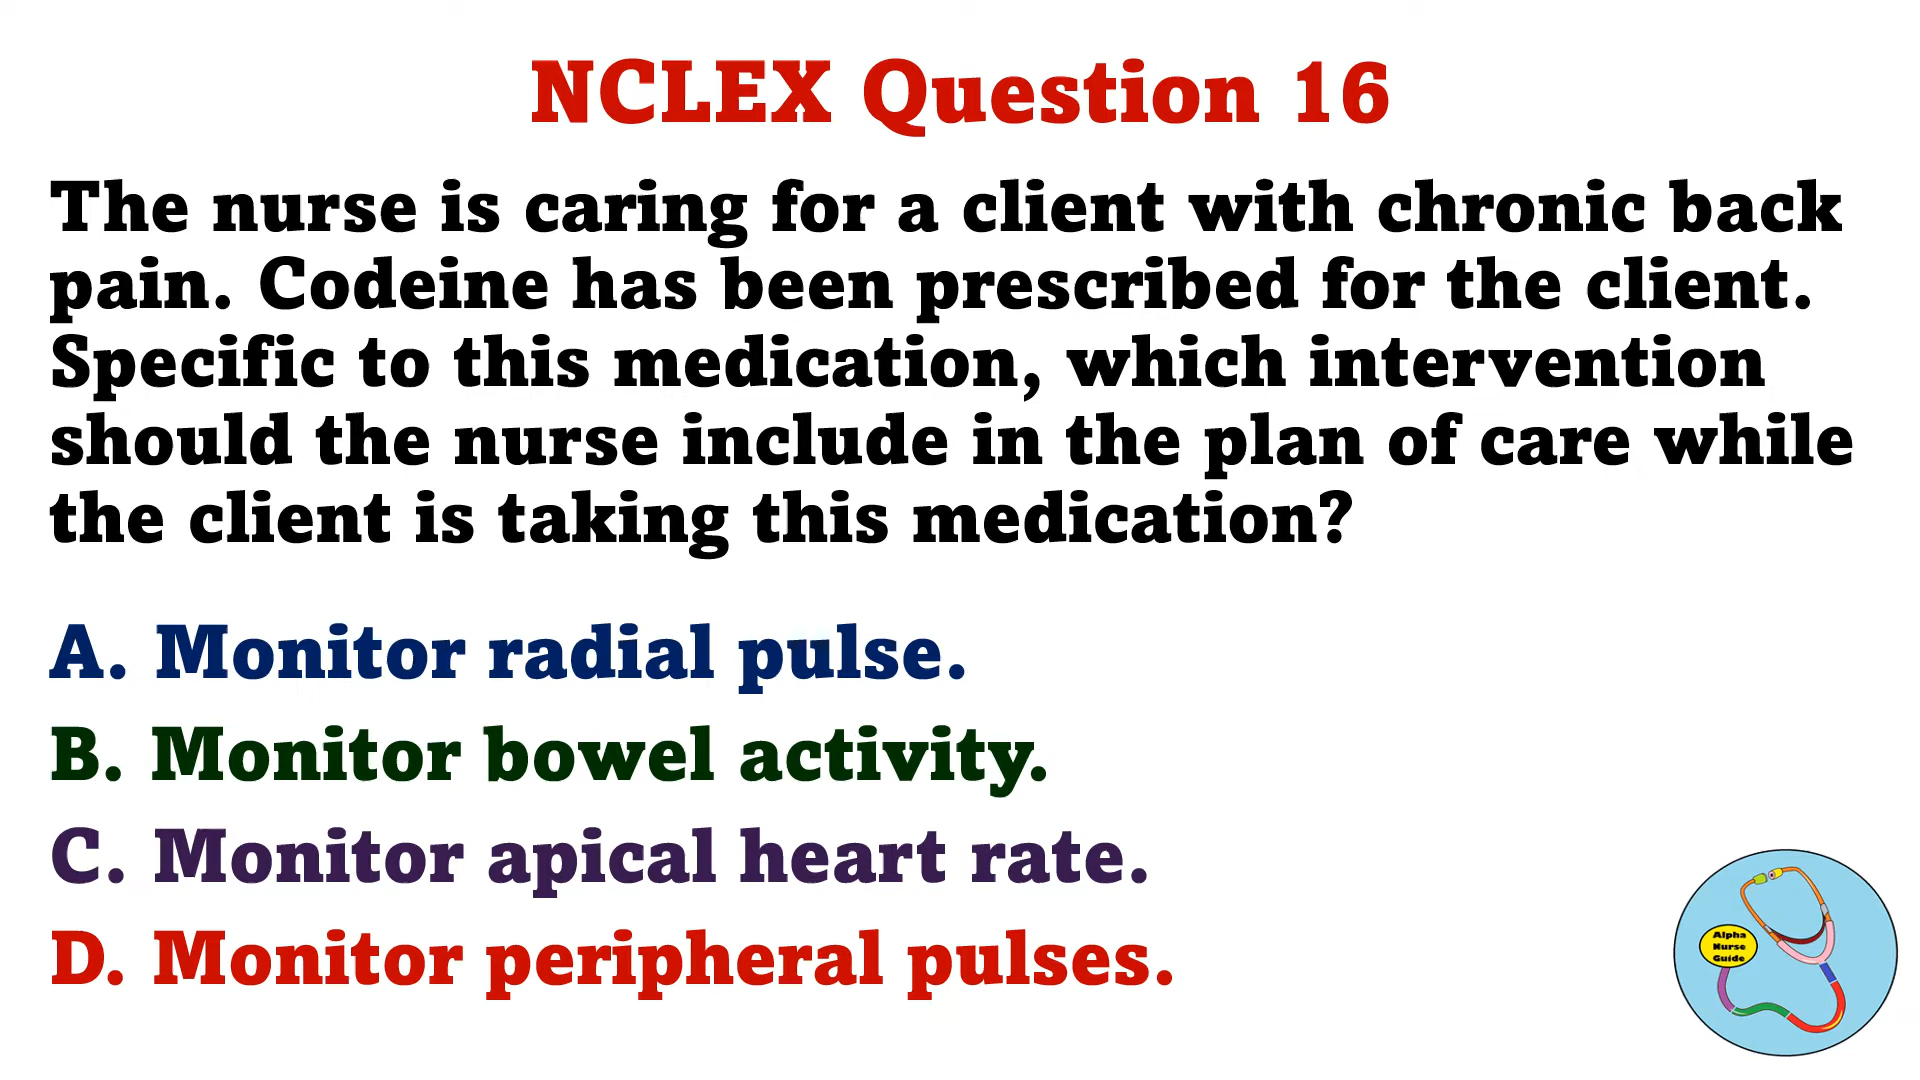 NCLEX Question 16
The nurse is caring for a client with chronic back
pain. Codeine has been prescribed for the client.
Specific to this medication, which intervention
should the nurse include in the plan of care while
the client is taking this medication?
A. Monitor radial pulse.
B. Monitor bowel activity.
C. Monitor apical heart rate.
D. Monitor peripheral pulses.
Alpha
Nurse
Guide